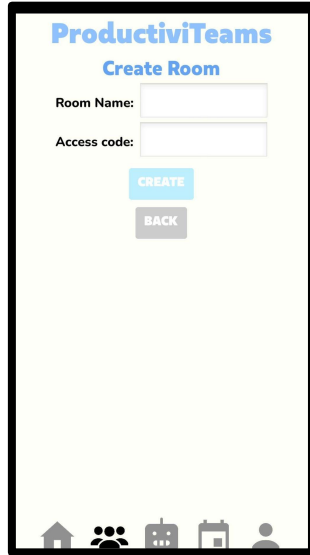 ProductiviTeams
Create Room
Room Name:
Access code:
CREATE
BACK